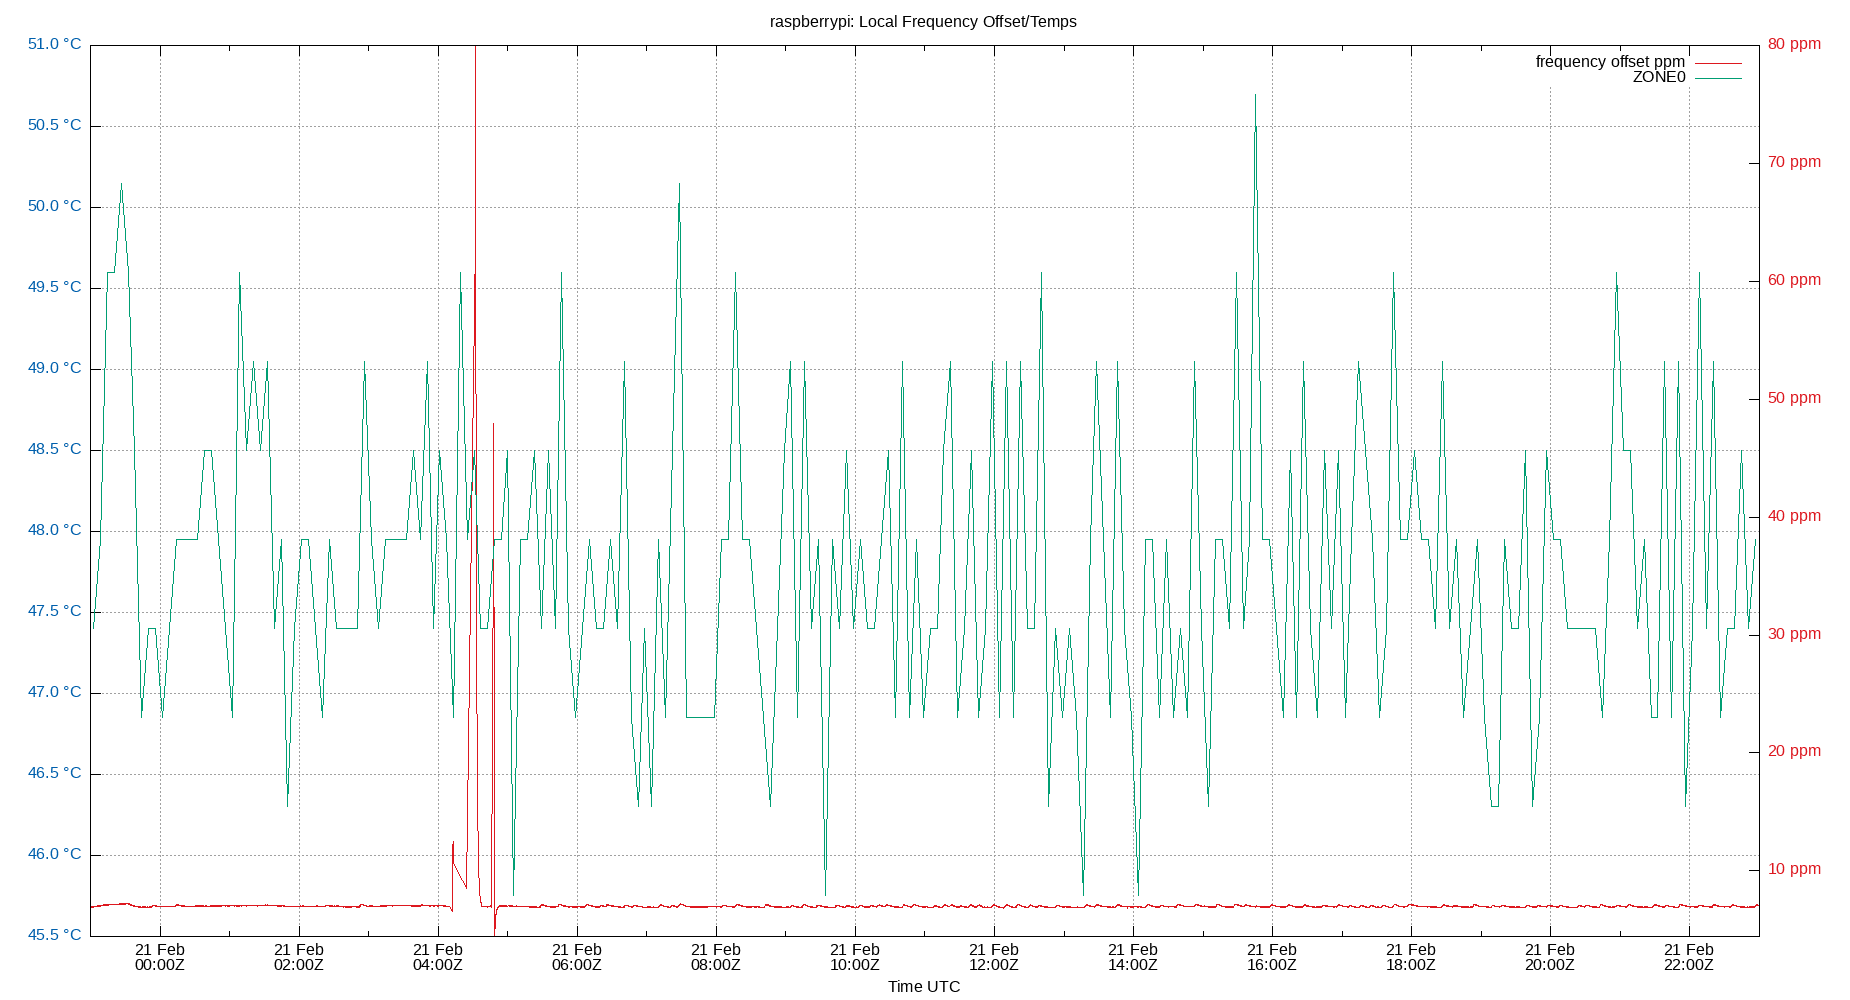 raspberrypi: Local Frequency Offset/Temps
51.0 °C
50.5 °C
50.0 °C
49.5 °C
49.0 °C
48.5 °C
48.0 °C
47.5 °C
47.0 °C
46.5 °C
46.0 °C
45.5 °C
80 ppm
70 ppm
60 ppm
50 ppm
40 ppm
30 ppm
20 ppm
10 ppm
frequency offset ppm
ZONE0
21 Feb 21 Feb 21 Feb 21 Feb 21 Feb 21 Feb 21 Feb 21 Feb 21 Feb 21 Feb 21 Feb 21 Feb
00:00Z 02:00Z 04:00Z 06:00Z 08:00Z 10:00Z 12:00Z 14:00Z 16:00Z 18:00Z 20:00Z 22:00Z
Time UTC